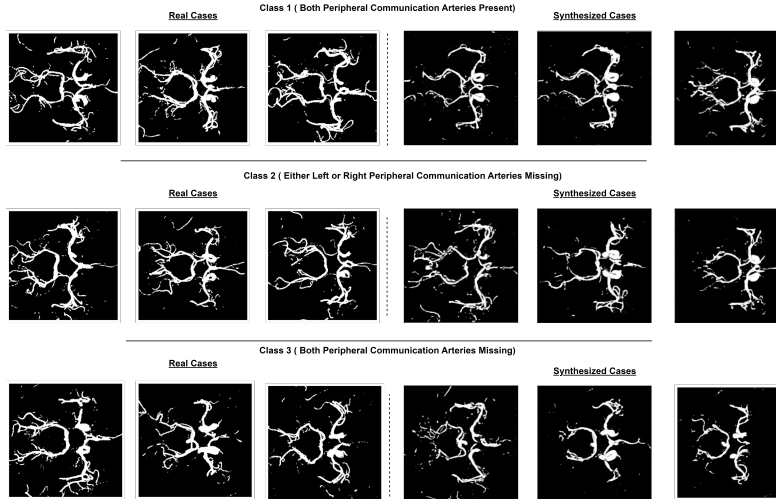 Class 1 ( Both Peripheral Communication Arteries Present)
Real Cases
Synthesized Cases
Class 2 ( Either Left or Right Peripheral Communication Arteries Missing)
Real Cases
Synthesized Cases
Class 3 ( Both Peripheral Communication Arteries Missing)
Real Cases
Synthesized Cases